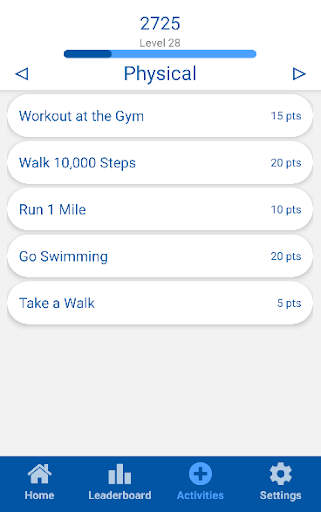 2725
Level 28
Physical
Workout at the Gym 15 pts
Walk 10,000 Steps 20 pts
Run 1 Mile 10 pts
Go Swimming 20 pts
Take a Walk 5 pts
Home Leaderboard Activities Settings